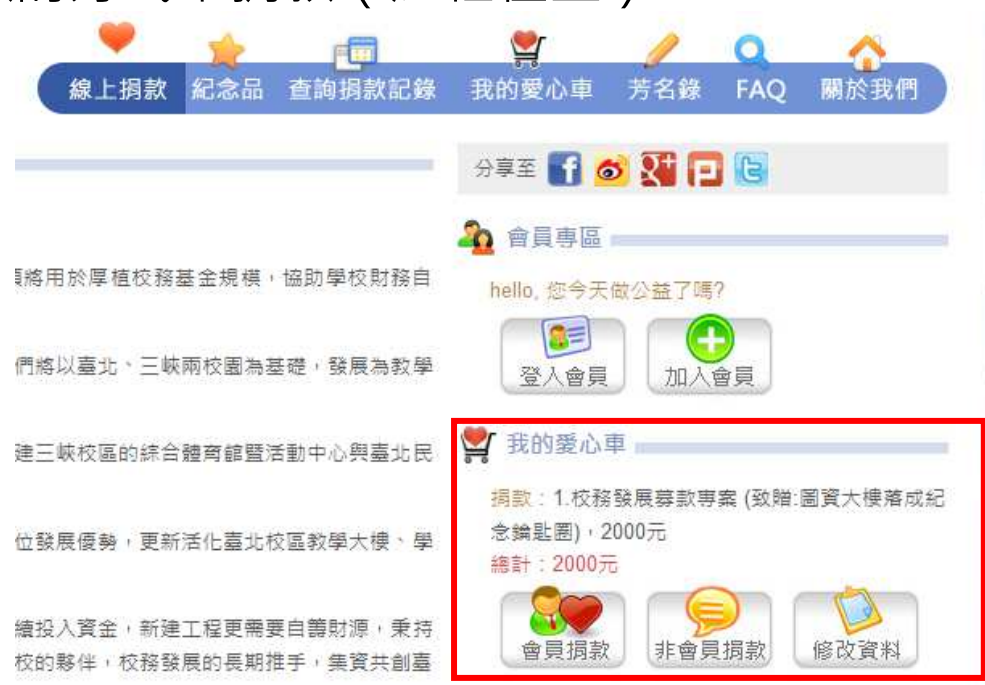 線上捐款 紀念品 查詢捐款記錄 我的愛心車 芳名錄 FAQ 關於我們
分享至
會員專區
將用於厚植校務基金規模，協助學校財務自
hello, 您今天做公益了嗎?
登入會員 加入會員
們將以臺北、三峽兩校園為基礎，發展為教學
建三峽校區的綜合體育館暨活動中心與臺北民
我的愛心車
捐款：1.校務發展募款專案 (致贈:圖資大樓落成紀
念鑰匙圈)，2000元
總計：2000元
位發展優勢，更新活化臺北校區教學大樓、學
會員捐款 非會員捐款 修改資料
續投入資金，新建工程更需要自籌財源，秉持
校的夥伴，校務發展的長期推手，集資共創臺